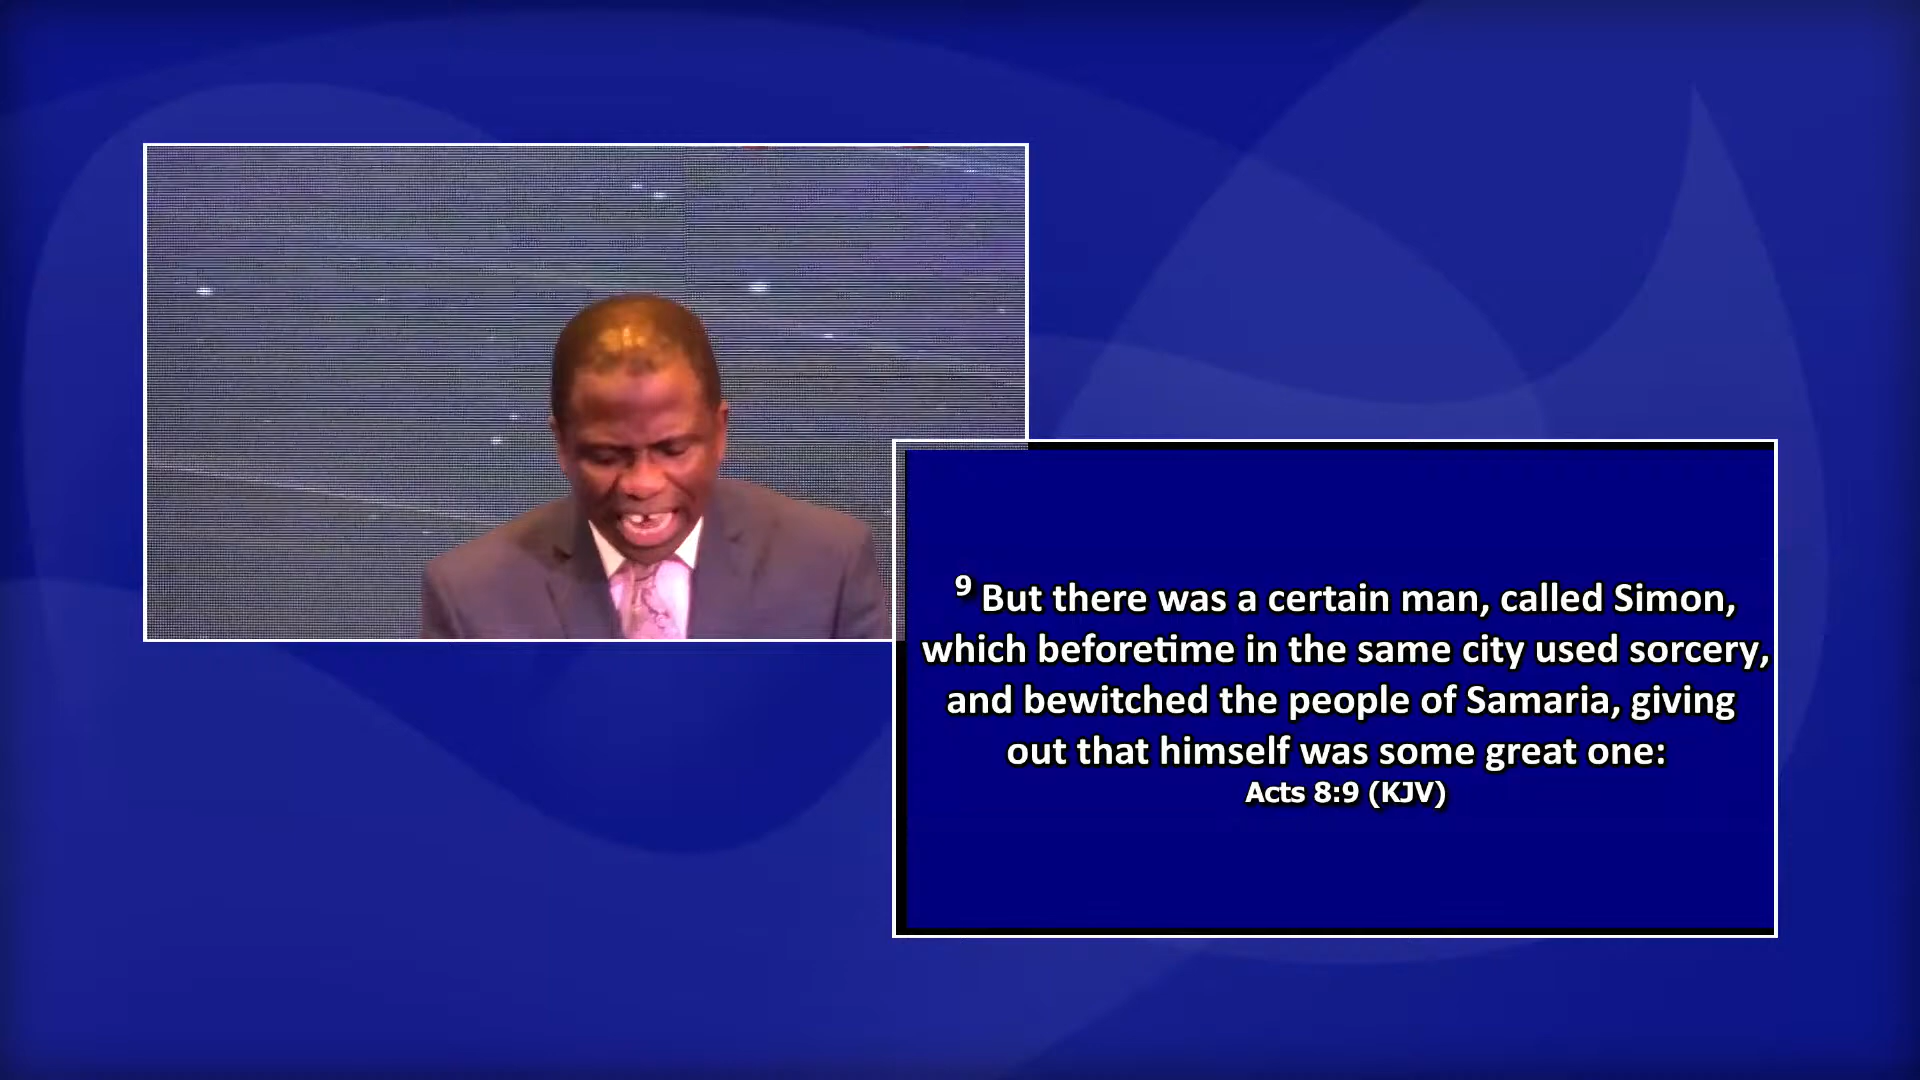 9 But there was a certain man, called Simon,
which beforetime in the same city used sorcery,
and bewitched the people of Samaria, giving
out that himself was some great one:
Acts 8:9 (KJV)